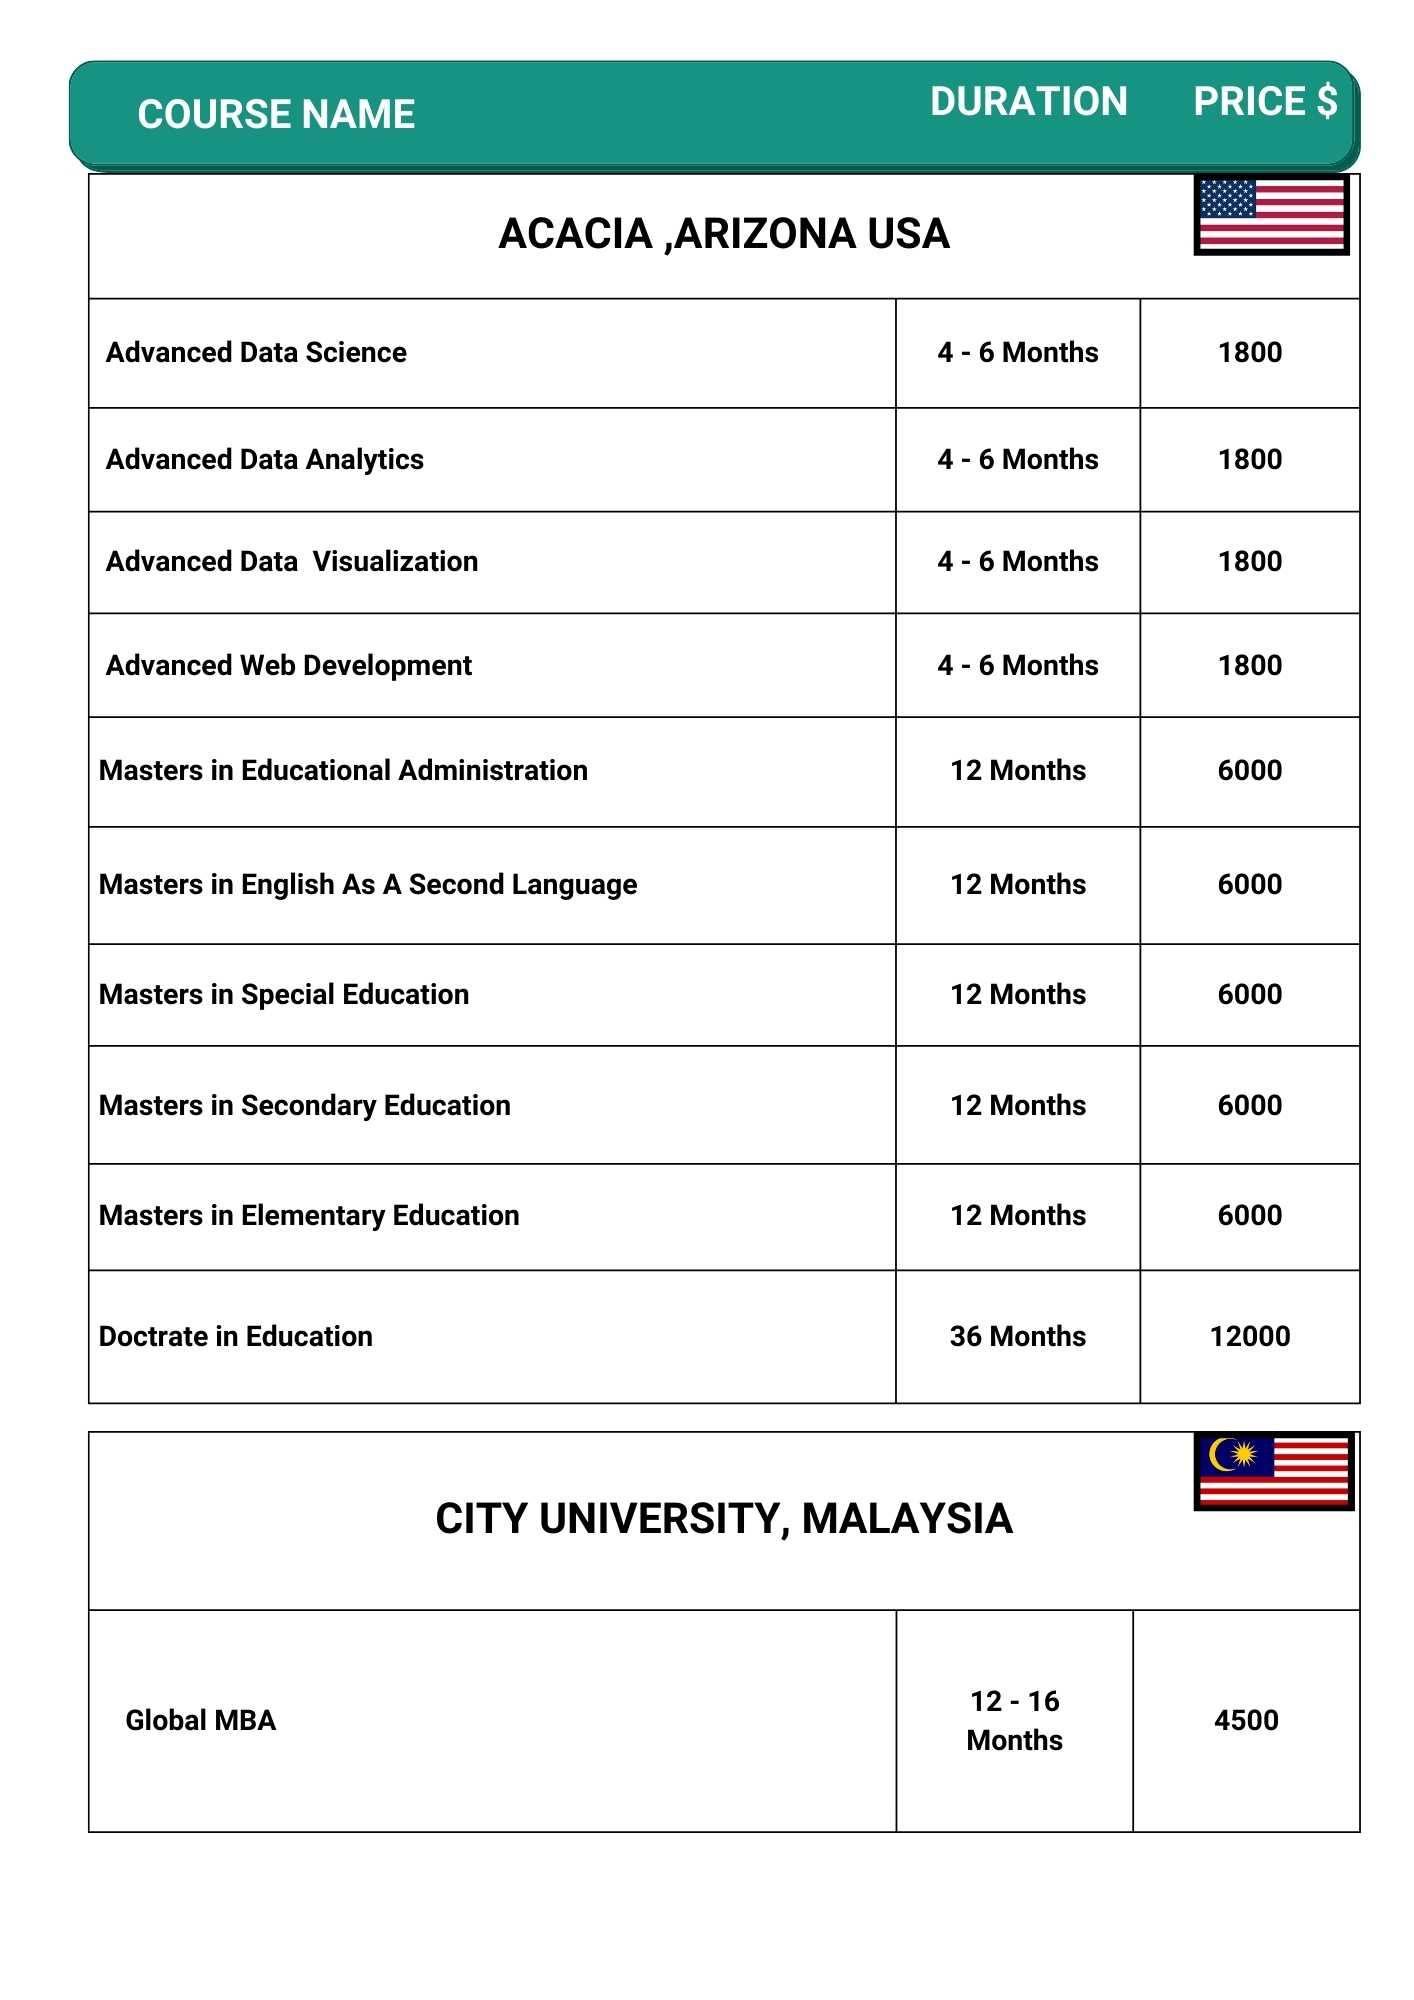 COURSE NAME DURATION PRICE $
ACACIA ,ARIZONA USA
Advanced Data Science 4 - 6 Months 1800
Advanced Data Analytics 4 - 6 Months 1800
Advanced Data  Visualization 4 - 6 Months 1800
Advanced Web Development 4 - 6 Months 1800
Masters in Educational Administration 12 Months 6000
Masters in English As A Second Language 12 Months 6000
Masters in Special Education 12 Months 6000
Masters in Secondary Education 12 Months 6000
Masters in Elementary Education 12 Months 6000
Doctrate in Education 36 Months 12000
CITY UNIVERSITY, MALAYSIA
Global MBA 12 - 16
Months 4500